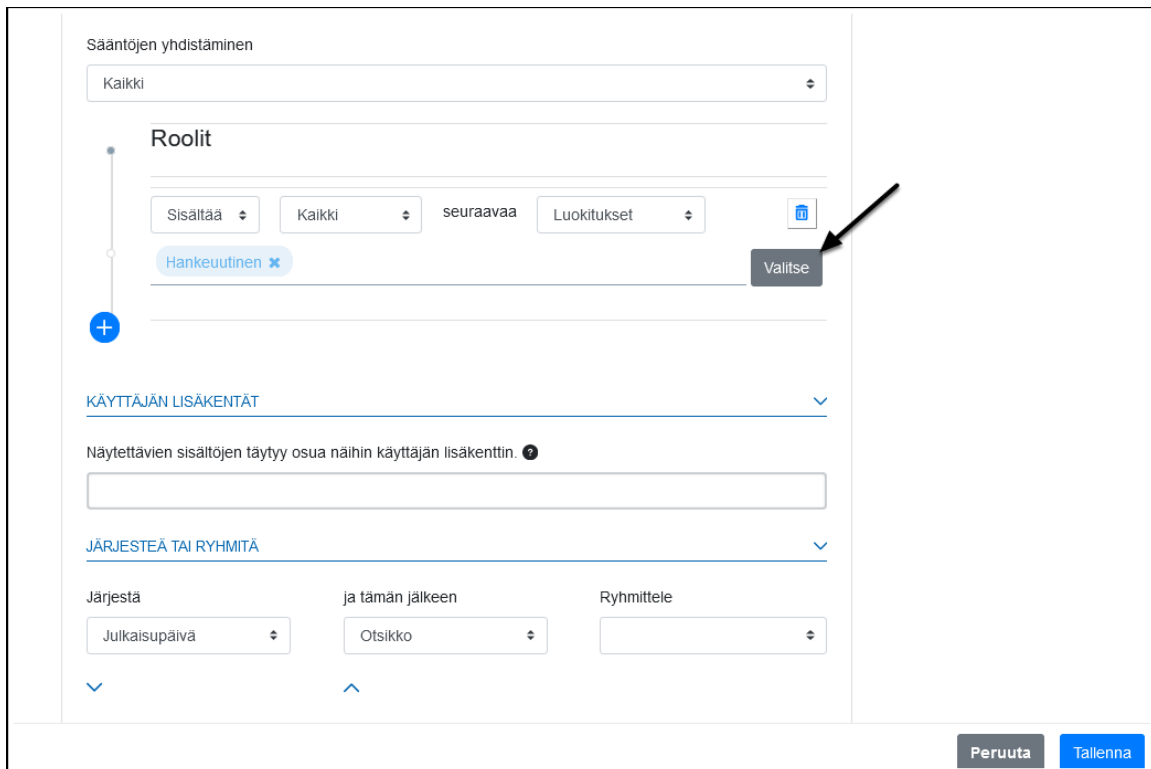 Sääntöjen yhdistäminen
Kaikki
Roolit
Sisältää Kaikki seuraavaa Luokitukset
Hankeuutinen
Valitse
KÄYTTÄJÄN LISÄKENTÄT
Näytettävien sisältöjen täytyy osua näihin käyttäjän lisäkenttin. ?
JÄRJESTEÄ TAI RYHMITÄ
Järjestä ja tämän jälkeen Ryhmittele
Julkaisupäivä Otsikko
Peruuta Tallenna